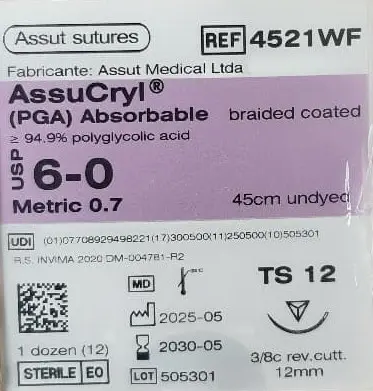 Assut sutures
REF 4521WF
Fabricante: Assut Medical Ltda
AssuCryl®
(PGA) Absorbable braided coated
≥ 94.9% polyglycolic acid
USP 6-0
Metric 0.7 45cm undyed
UDI (01)07708929498221(17)300500(11)250500(10)505301
R.S. INVIMA 2020 DM-004781-R2
MD
TS 12
2025-05
2030-05
1 dozen (12)
3/8c rev.cutt.
12mm
STERILE EO
LOT 505301